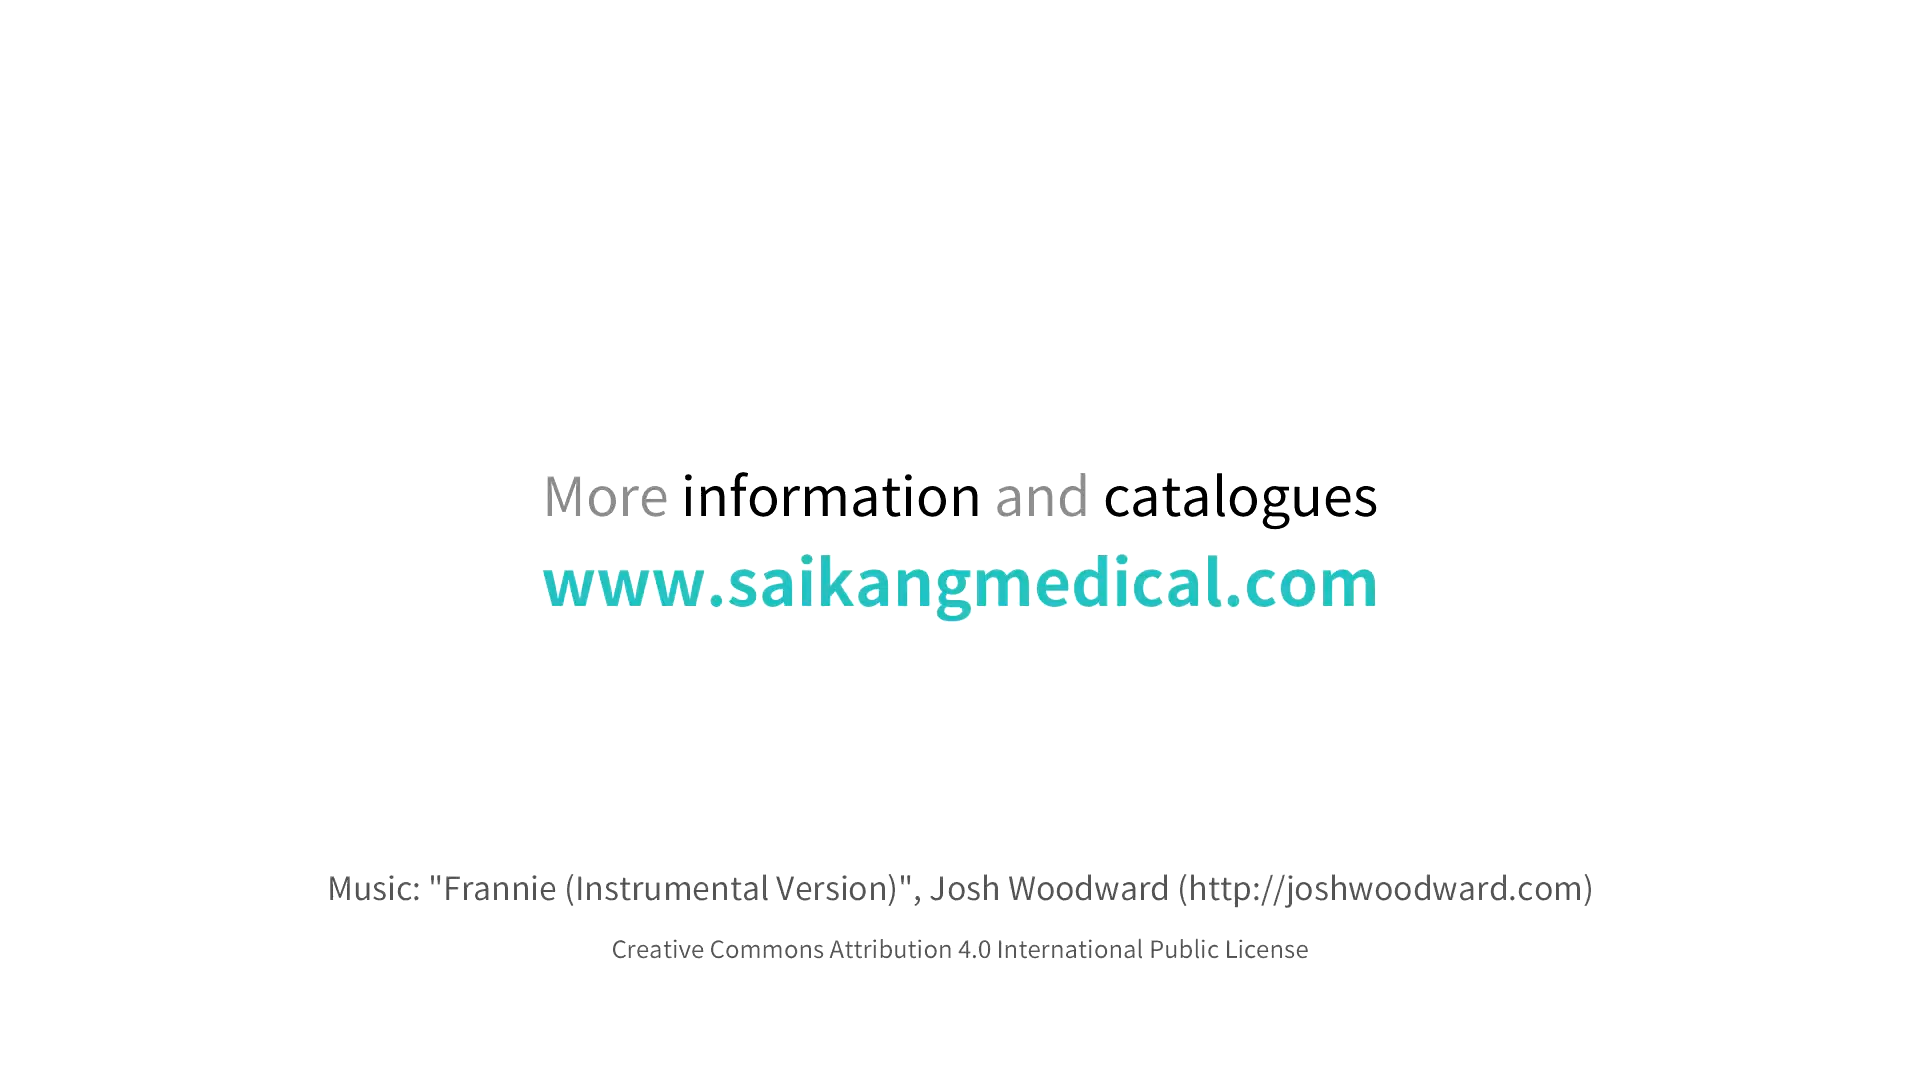 More information and catalogues
www.saikangmedical.com
Music: "Frannie (Instrumental Version)", Josh Woodward (http://joshwoodward.com)
Creative Commons Attribution 4.0 International Public License